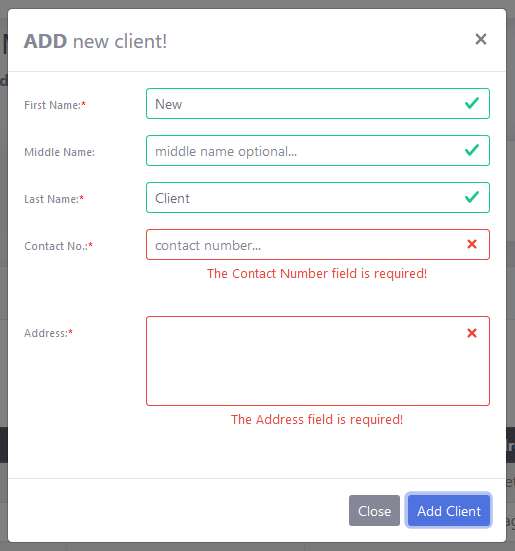 ADD new client!
First Name:* New
Middle Name: middle name optional...
Last Name:* Client
Contact No.:* contact number...
The Contact Number field is required!
Address:*
The Address field is required!
Close Add Client